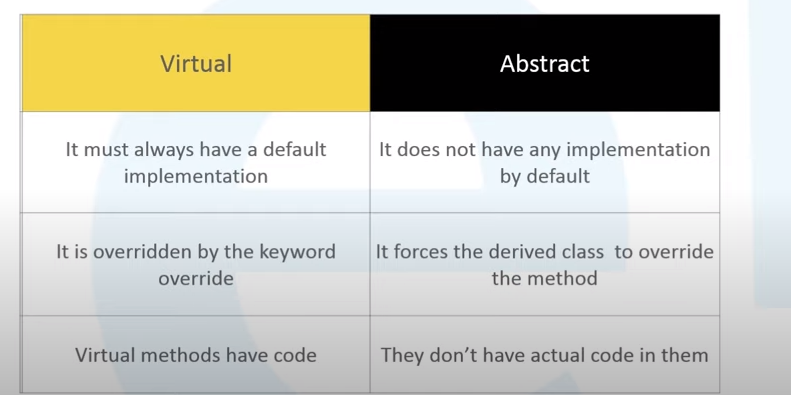 Virtual
Abstract
It must always have a default
implementation
It does not have any implementation
by default
It is overridden by the keyword
override
It forces the derived class to override
the method
Virtual methods have code
They don’t have actual code in them